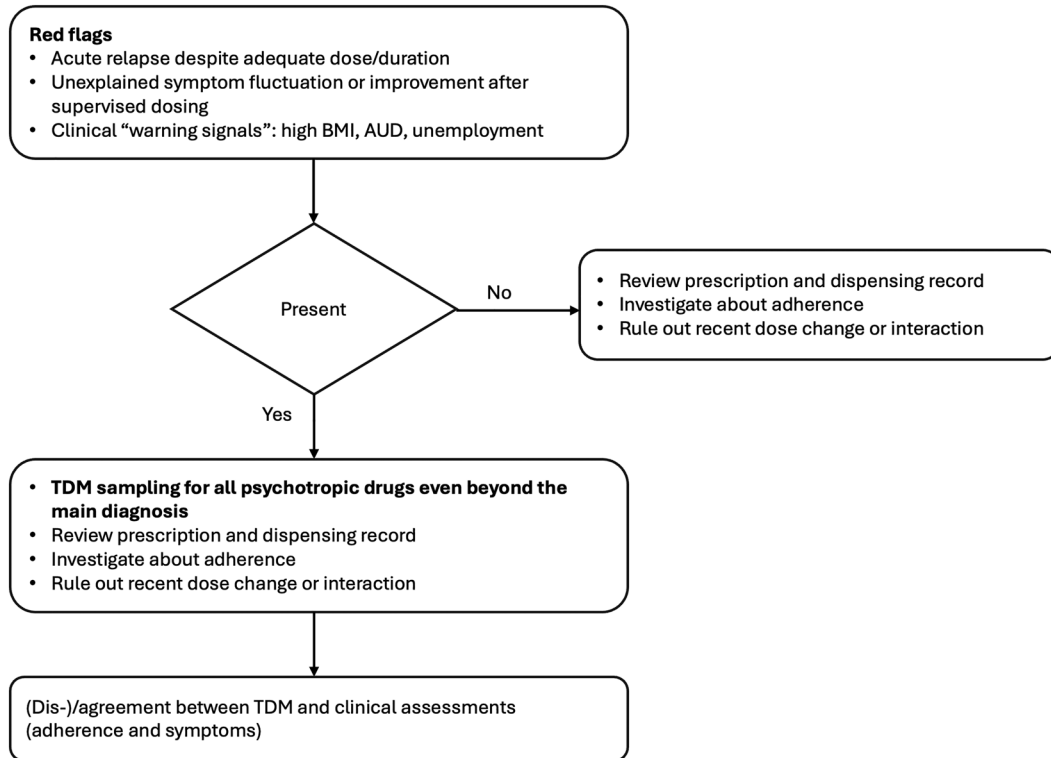 Red flags
• Acute relapse despite adequate dose/duration
• Unexplained symptom fluctuation or improvement after
supervised dosing
• Clinical “warning signals”: high BMI, AUD, unemployment
Present
No
• Review prescription and dispensing record
• Investigate about adherence
• Rule out recent dose change or interaction
Yes
• TDM sampling for all psychotropic drugs even beyond the
main diagnosis
• Review prescription and dispensing record
• Investigate about adherence
• Rule out recent dose change or interaction
(Dis-)/agreement between TDM and clinical assessments
(adherence and symptoms)